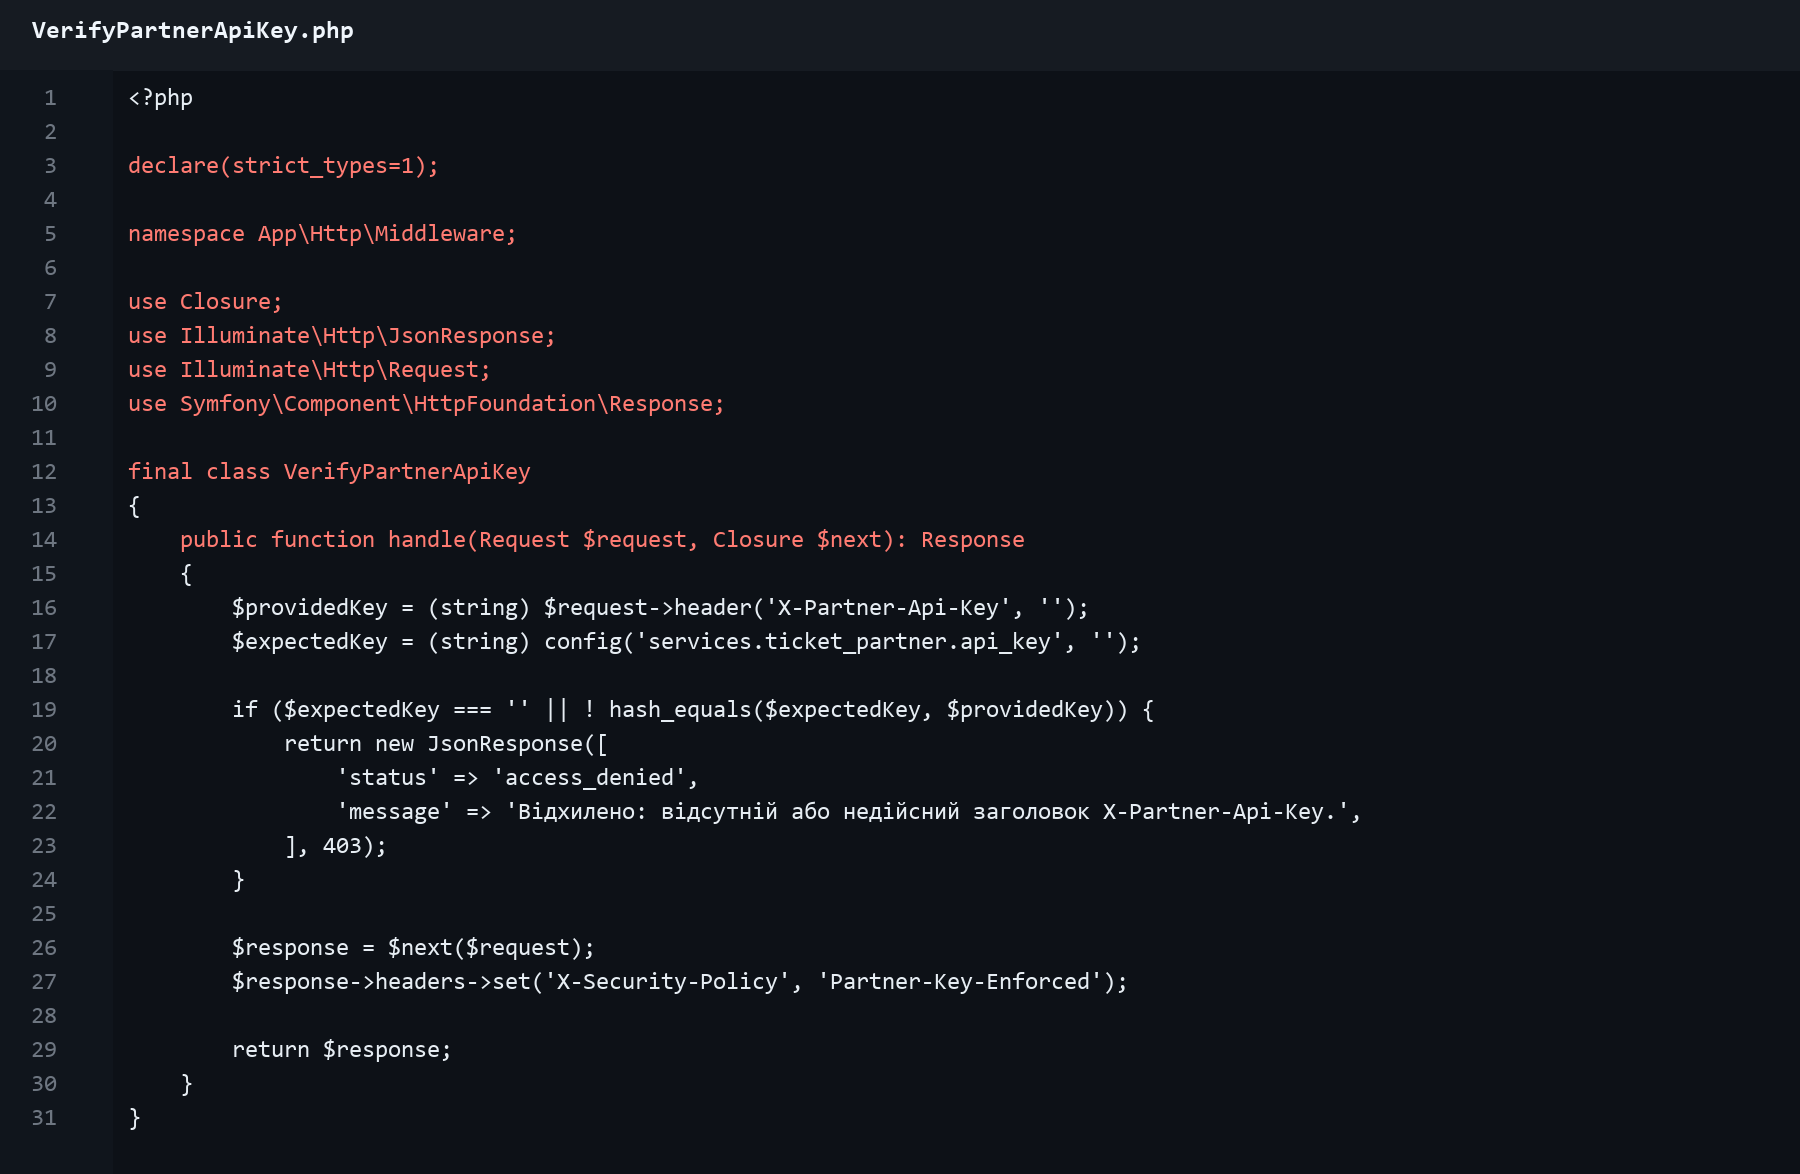 VerifyPartnerApiKey.php
1 <?php
2
3 declare(strict_types=1);
4
5 namespace App\Http\Middleware;
6
7 use Closure;
8 use Illuminate\Http\JsonResponse;
9 use Illuminate\Http\Request;
10 use Symfony\Component\HttpFoundation\Response;
11
12 final class VerifyPartnerApiKey
13 {
14     public function handle(Request $request, Closure $next): Response
15     {
16         $providedKey = (string) $request->header('X-Partner-Api-Key', '');
17         $expectedKey = (string) config('services.ticket_partner.api_key', '');
18
19         if ($expectedKey === '' || ! hash_equals($expectedKey, $providedKey)) {
20             return new JsonResponse([
21                 'status' => 'access_denied',
22                 'message' => 'Відхилено: відсутній або недійсний заголовок X-Partner-Api-Key.',
23             ], 403);
24         }
25
26         $response = $next($request);
27         $response->headers->set('X-Security-Policy', 'Partner-Key-Enforced');
28
29         return $response;
30     }
31 }